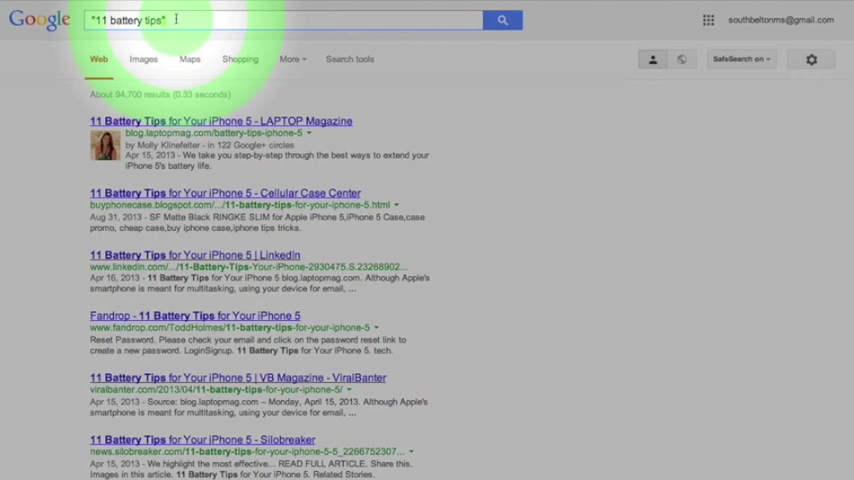 Google "11 battery tips" southbeltonms@gmail.com
Web Images Maps Shopping More Search tools SafeSearch on
About 94,700 results (0.33 seconds)
11 Battery Tips for Your iPhone 5 - LAPTOP Magazine
blog.laptopmag.com/battery-tips-iphone-5
by Molly Klinefelter - in 122 Google+ circles
Apr 15, 2013 - We take you step-by-step through the best ways to extend your
iPhone 5's battery life.
11 Battery Tips for Your iPhone 5 - Cellular Case Center
buyphonecase.blogspot.com/.../11-battery-tips-for-your-iphone-5.html
Aug 31, 2013 - SF Matte Black RINGKE SLIM for Apple iPhone 5,iPhone 5 Case,case
promo, cheap case,buy iphone case,iphone tips tricks.
11 Battery Tips for Your iPhone 5 | LinkedIn
www.linkedin.com/.../11-Battery-Tips-Your-iPhone-2930475.S.23268902...
Apr 16, 2013 - 11 Battery Tips for Your iPhone 5 blog.laptopmag.com. Although Apple's
smartphone is meant for multitasking, using your device for email, ...
Fandrop - 11 Battery Tips for Your iPhone 5
www.fandrop.com/ToddHolmes/11-battery-tips-for-your-iphone-5
Reset Password. Please check your email and click on the password reset link to
create a new password. LoginSignup. 11 Battery Tips for Your iPhone 5. tech.
11 Battery Tips for Your iPhone 5 | VB Magazine - ViralBanter
viralbanter.com/2013/04/11-battery-tips-for-your-iphone-5/
Apr 15, 2013 - Source: blog.laptopmag.com – Monday, April 15, 2013. Although Apple's
smartphone is meant for multitasking, using your device for email, ...
11 Battery Tips for Your iPhone 5 - Silobreaker
news.silobreaker.com/11-battery-tips-for-your-iphone-5-5_2266752307...
Apr 15, 2013 - We highlight the most effective... READ FULL ARTICLE. Share this.
Images in this article. 11 Battery Tips for Your iPhone 5. Related Stories.